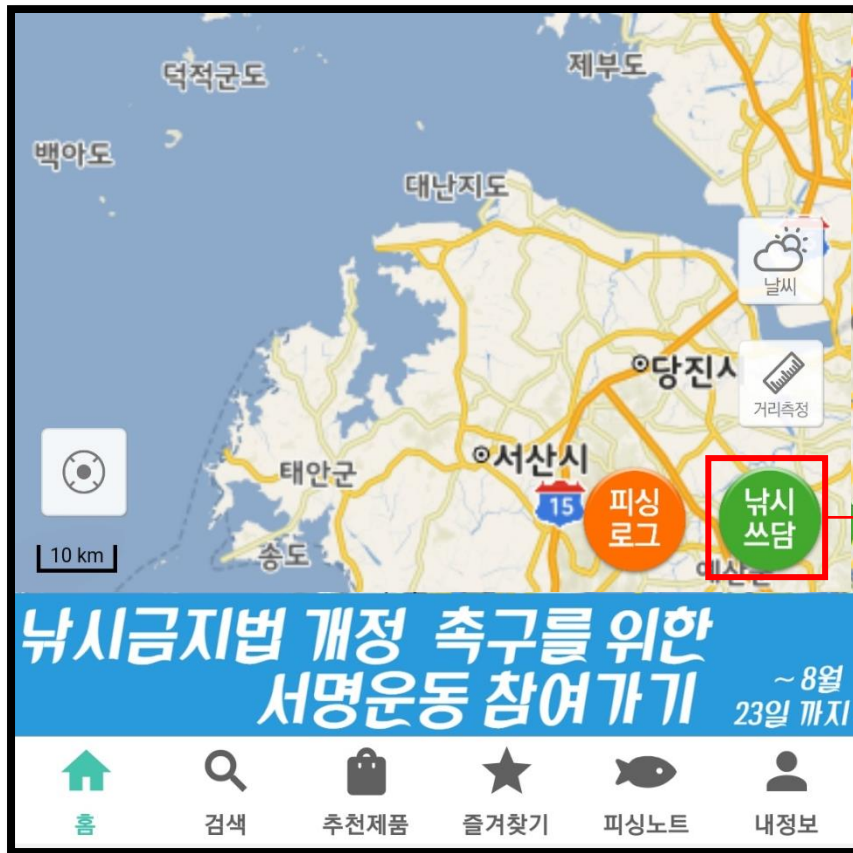 덕적군도
제부도
백아도
대난지도
날씨
당진시
거리측정
서산시
태안군
15
피싱
로그
낚시
쓰담
10 km
송도
예산군
낚시금지법 개정 촉구를 위한
서명운동 참여가기
~ 8월
23일 까지
홈
검색
추천제품
즐겨찾기
피싱노트
내정보